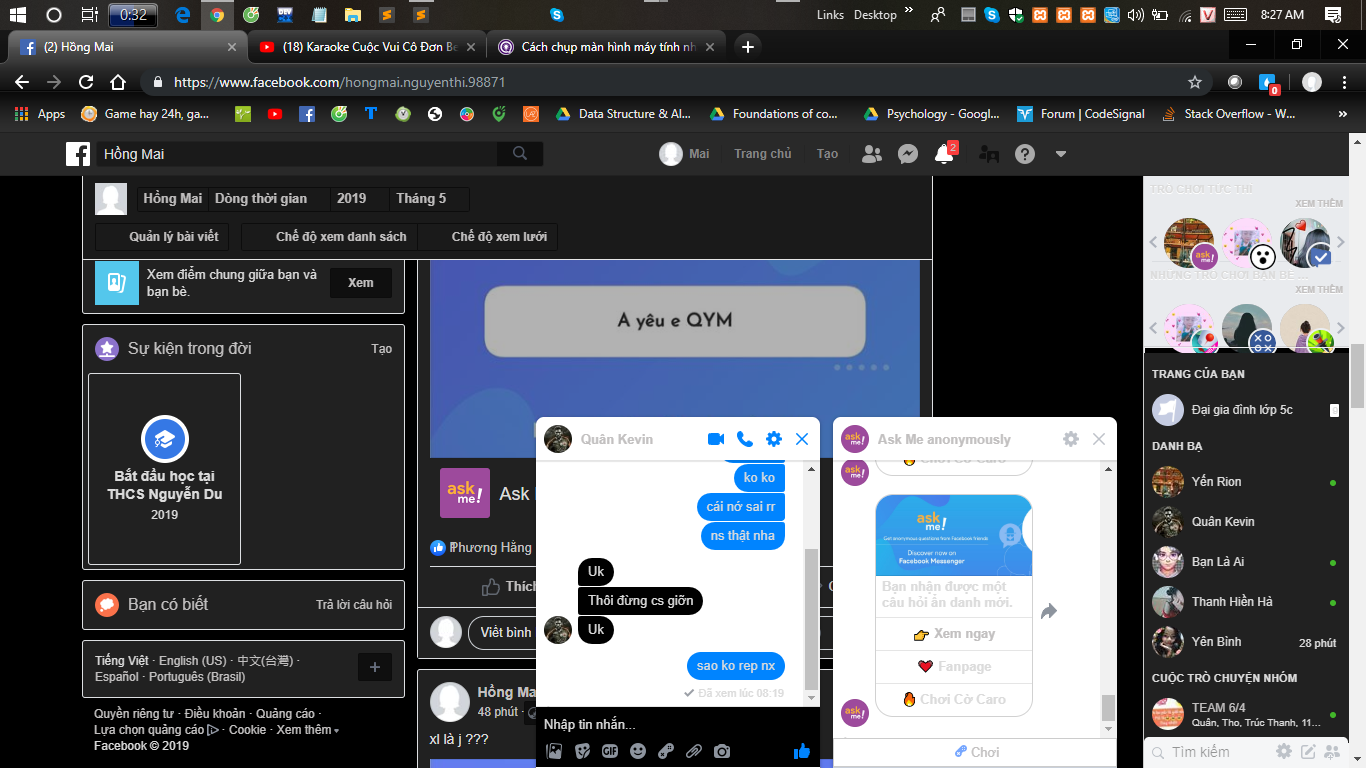 0:32
Links Desktop »
8:27 AM
(2) Hồng Mai
(18) Karaoke Cuộc Vui Cô Đơn Be
Cách chụp màn hình máy tính nh
https://www.facebook.com/hongmai.nguyenthi.98871
0
Apps
Game hay 24h, ga...
Data Structure & Al...
Foundations of co...
Psychology - Googl...
Forum | CodeSignal
Stack Overflow - W...
Hồng Mai
Mai
Trang chủ
Tạo
2
Hồng Mai
Dòng thời gian
2019
Tháng 5
Quản lý bài viết
Chế độ xem danh sách
Chế độ xem lưới
Xem điểm chung giữa bạn và
bạn bè.
Xem
Sự kiện trong đời
Tạo
Bắt đầu học tại
THCS Nguyễn Du
2019
Bạn có biết
Trả lời câu hỏi
Tiếng Việt · English (US) · 中文(台灣) ·
Español · Português (Brasil)
Quyền riêng tư · Điều khoản · Quảng cáo ·
Lựa chọn quảng cáo · Cookie · Xem thêm
Facebook © 2019
A yêu e QYM
ask
me!
Ask
Phương Hằng
Thích
Viết bình
Hồng Ma
48 phút ·
xl là j ???
Quân Kevin
ko ko
cái nớ sai rr
ns thật nha
Uk
Thôi đừng cs giỡn
Uk
sao ko rep nx
Đã xem lúc 08:19
Nhập tin nhắn...
GIF
Ask Me anonymously
Chơi Cờ Caro
ask
me!
Get anonymous questions from Facebook friends
Discover now on
Facebook Messenger
Bạn nhận được một
câu hỏi ẩn danh mới.
Xem ngay
Fanpage
Chơi Cờ Caro
Chơi
TRÒ CHƠI TỨC THÌ
XEM THÊM
NHỮNG TRÒ CHƠI BẠN BÈ ...
XEM THÊM
TRANG CỦA BẠN
Đại gia đình lớp 5c
DANH BẠ
Yến Rion
Quân Kevin
Bạn Là Ai
Thanh Hiền Hà
Yên Bình
28 phút
CUỘC TRÒ CHUYỆN NHÓM
TEAM 6/4
Quân, Tho, Trúc Thanh, 11...
Tìm kiếm